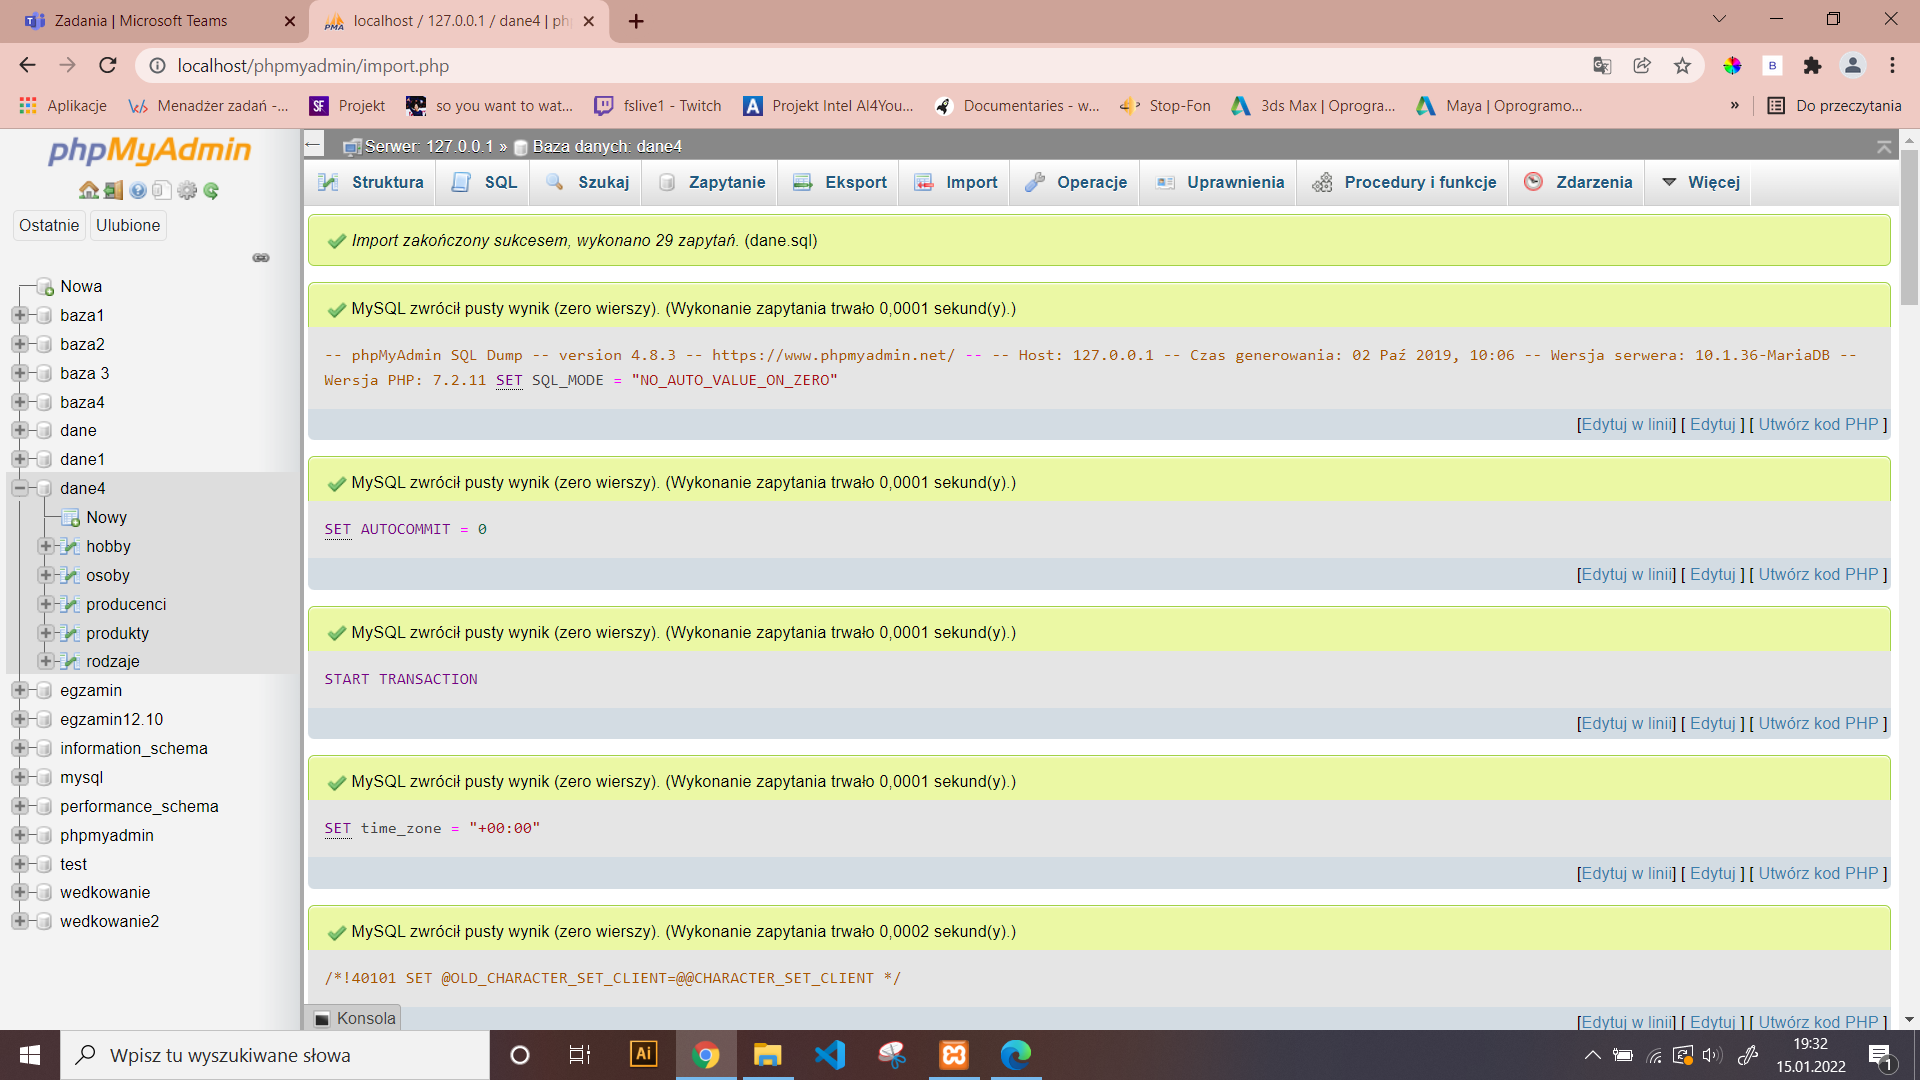 Zadania | Microsoft Teams
localhost / 127.0.0.1 / dane4 | ph
localhost/phpmyadmin/import.php
Aplikacje
Menadżer zadań -...
Projekt
so you want to wat...
fslive1 - Twitch
Projekt Intel AI4You...
Documentaries - w...
Stop-Fon
3ds Max | Oprogra...
Maya | Oprogramo...
» Do przeczytania
phpMyAdmin
Ostatnie Ulubione
Nowa
baza1
baza2
baza 3
baza4
dane
dane1
dane4
Nowy
hobby
osoby
producenci
produkty
rodzaje
egzamin
egzamin12.10
information_schema
mysql
performance_schema
phpmyadmin
test
wedkowanie
wedkowanie2
Serwer: 127.0.0.1 » Baza danych: dane4
Struktura SQL Szukaj Zapytanie Eksport Import Operacje Uprawnienia Procedury i funkcje Zdarzenia Więcej
Import zakończony sukcesem, wykonano 29 zapytań. (dane.sql)
MySQL zwrócił pusty wynik (zero wierszy). (Wykonanie zapytania trwało 0,0001 sekund(y).)
-- phpMyAdmin SQL Dump -- version 4.8.3 -- https://www.phpmyadmin.net/ -- -- Host: 127.0.0.1 -- Czas generowania: 02 Paź 2019, 10:06 -- Wersja serwera: 10.1.36-MariaDB --
Wersja PHP: 7.2.11 SET SQL_MODE = "NO_AUTO_VALUE_ON_ZERO"
[Edytuj w linii] [ Edytuj ] [ Utwórz kod PHP ]
MySQL zwrócił pusty wynik (zero wierszy). (Wykonanie zapytania trwało 0,0001 sekund(y).)
SET AUTOCOMMIT = 0
[Edytuj w linii] [ Edytuj ] [ Utwórz kod PHP ]
MySQL zwrócił pusty wynik (zero wierszy). (Wykonanie zapytania trwało 0,0001 sekund(y).)
START TRANSACTION
[Edytuj w linii] [ Edytuj ] [ Utwórz kod PHP ]
MySQL zwrócił pusty wynik (zero wierszy). (Wykonanie zapytania trwało 0,0001 sekund(y).)
SET time_zone = "+00:00"
[Edytuj w linii] [ Edytuj ] [ Utwórz kod PHP ]
MySQL zwrócił pusty wynik (zero wierszy). (Wykonanie zapytania trwało 0,0002 sekund(y).)
/*!40101 SET @OLD_CHARACTER_SET_CLIENT=@@CHARACTER_SET_CLIENT */
[Edytuj w linii] [ Edytuj ] [ Utwórz kod PHP ]
Konsola
Wpisz tu wyszukiwane słowa
19:32
15.01.2022
1